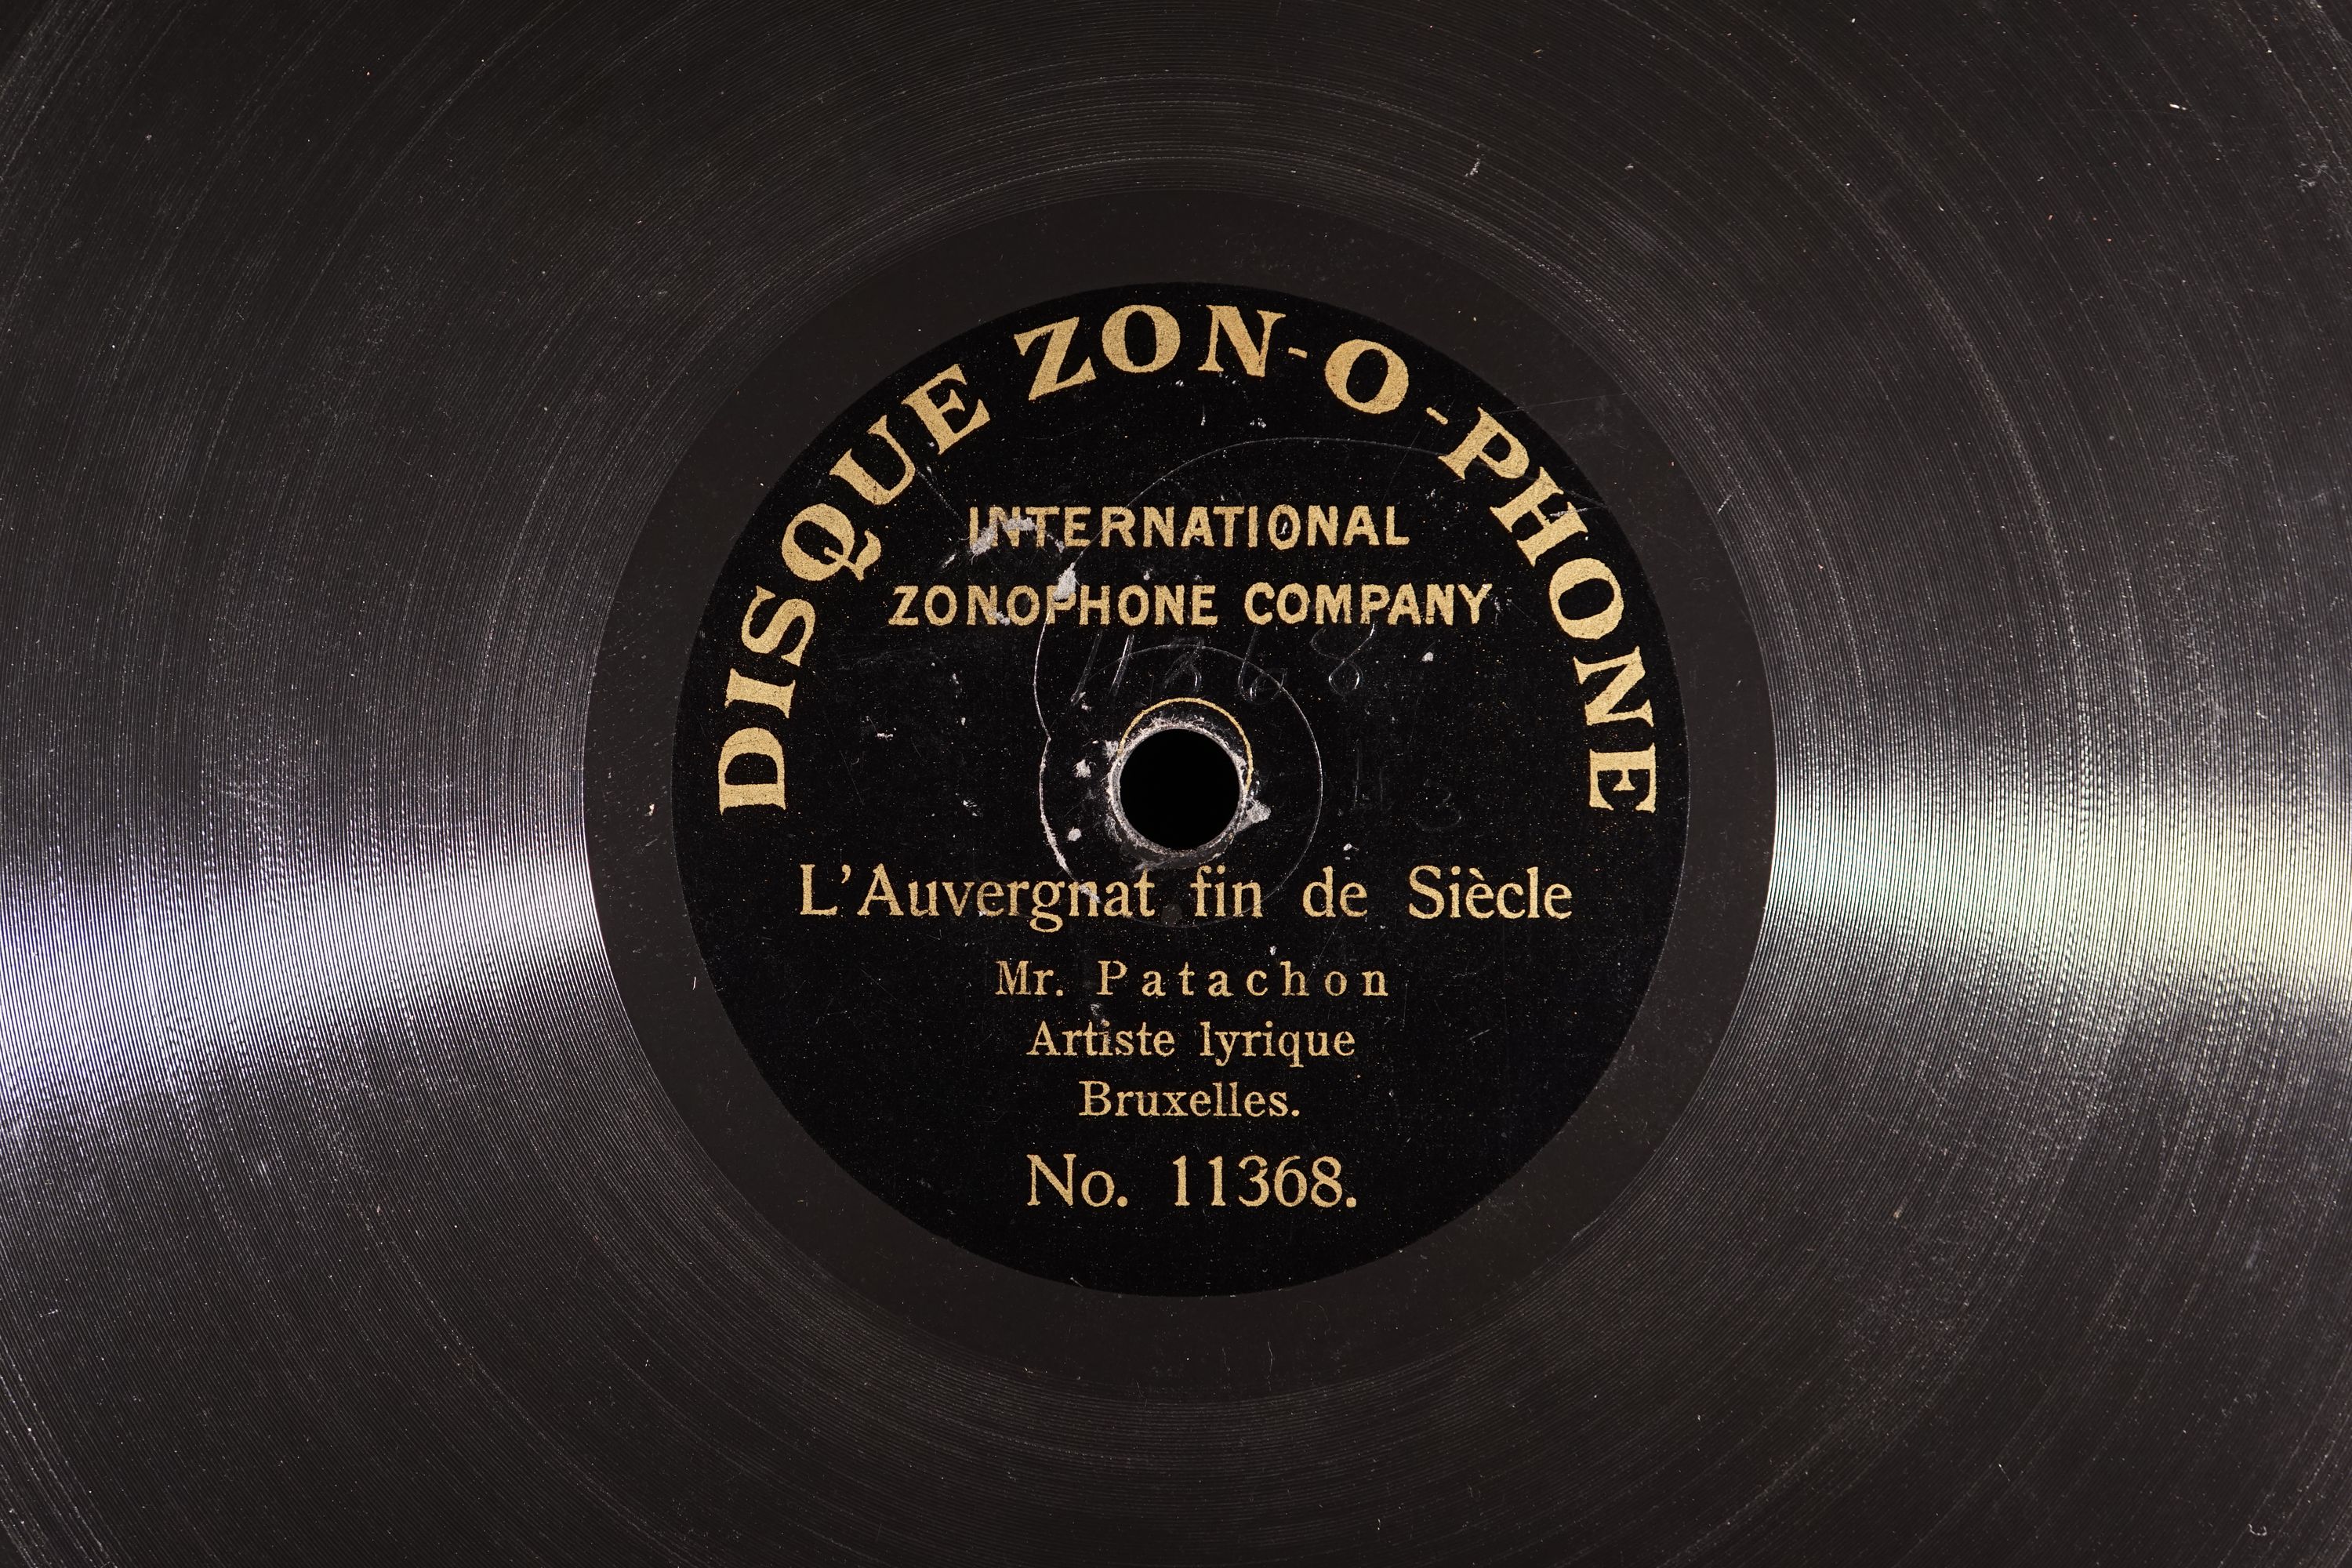 DISQUE ZON-O-PHONE
INTERNATIONAL
ZONOPHONE COMPANY
11368
L'Auvergnat fin de Siècle
Mr. Patachon
Artiste lyrique
Bruxelles.
No. 11368.